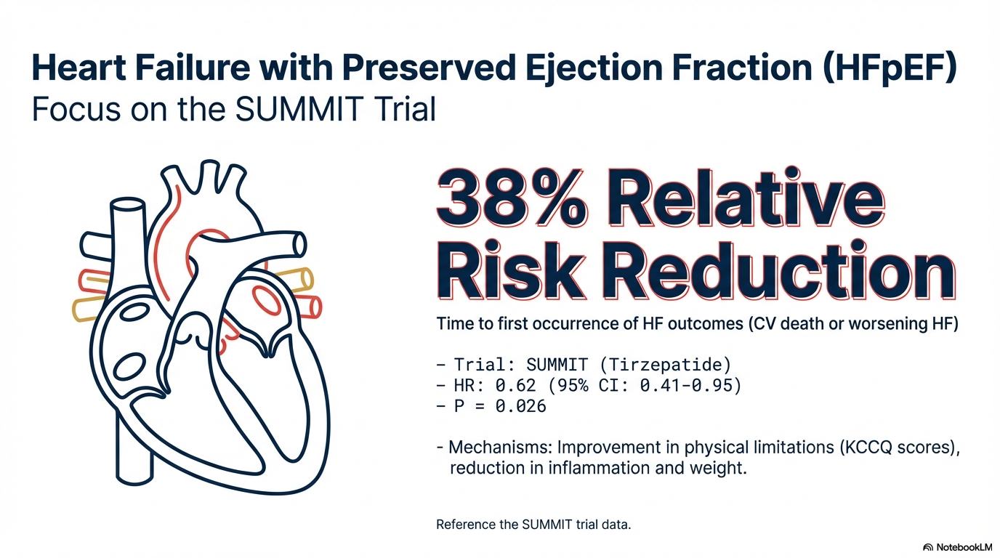 Heart Failure with Preserved Ejection Fraction (HFpEF)
Focus on the SUMMIT Trial
38% Relative
Risk Reduction
Time to first occurrence of HF outcomes (CV death or worsening HF)
– Trial: SUMMIT (Tirzepatide)
– HR: 0.62 (95% CI: 0.41–0.95)
– P = 0.026
- Mechanisms: Improvement in physical limitations (KCCQ scores),
reduction in inflammation and weight.
Reference the SUMMIT trial data.
NotebookLM